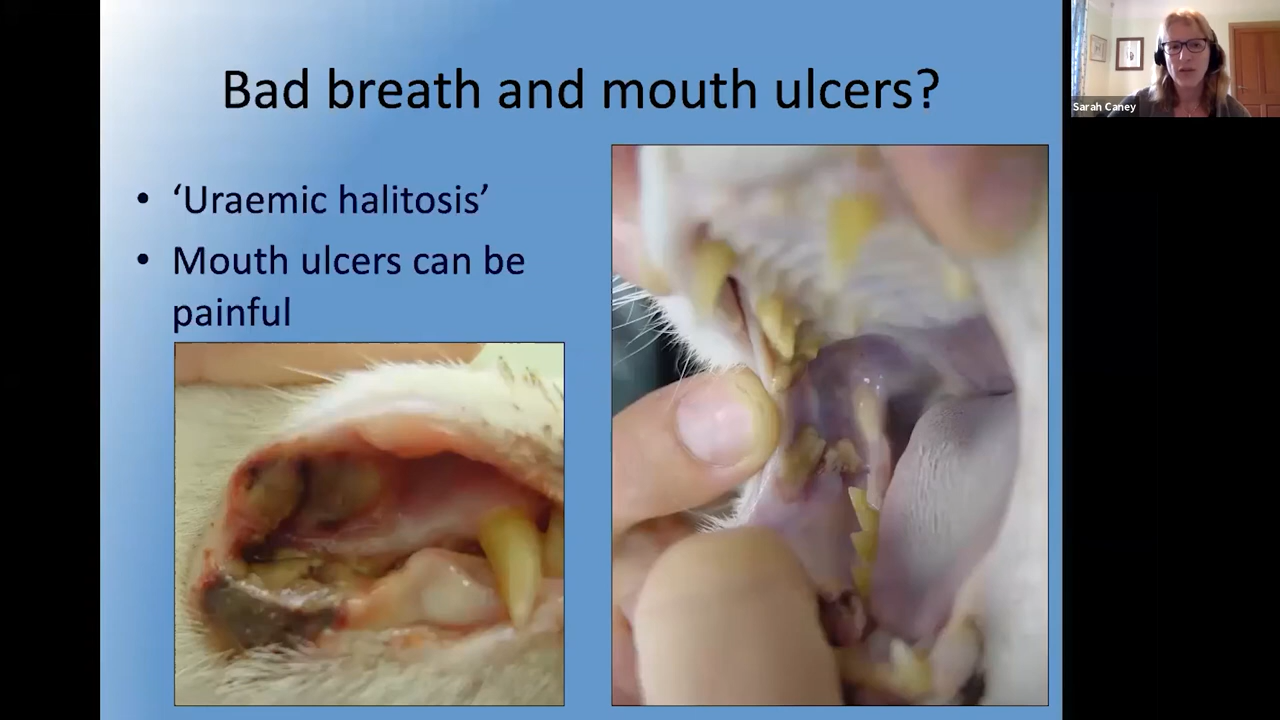 Bad breath and mouth ulcers?
• ‘Uraemic halitosis’
• Mouth ulcers can be
painful
Sarah Caney